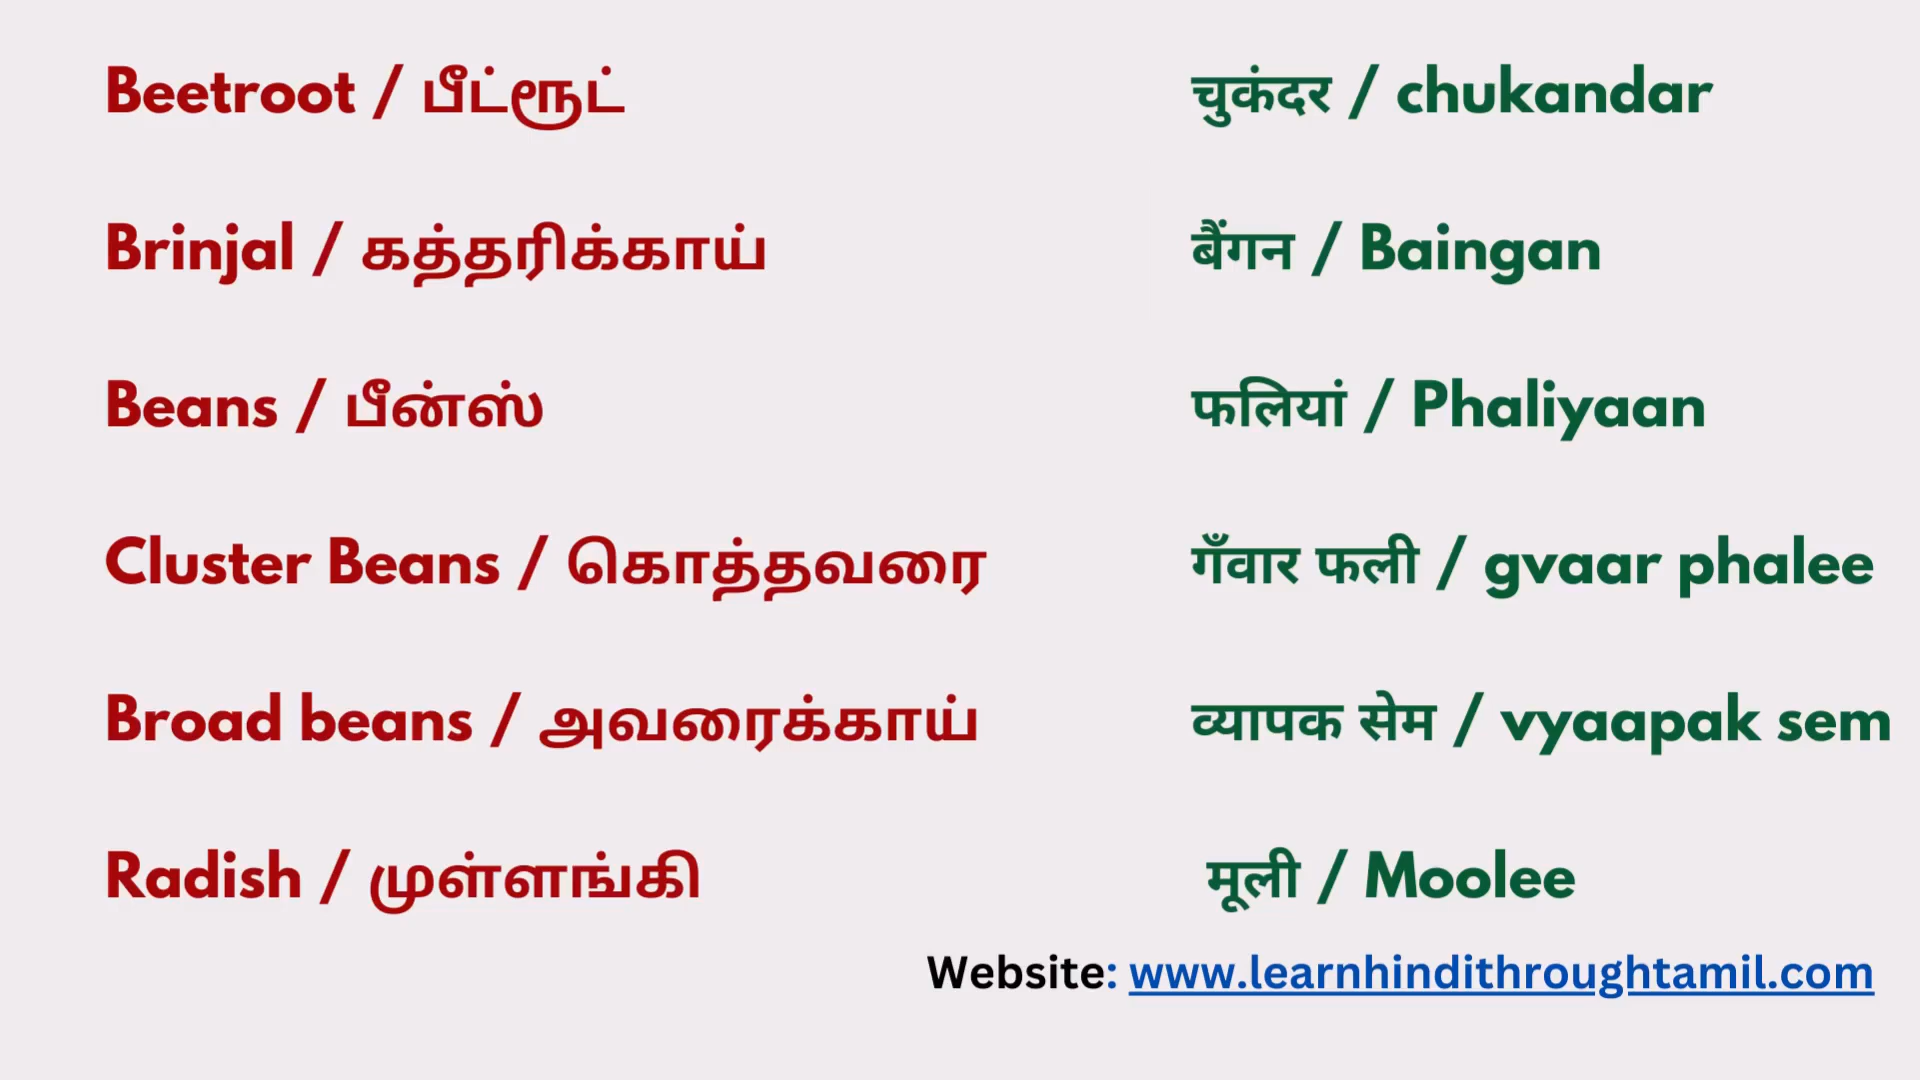 Beetroot / பீட்ரூட் चुकंदर / chukandar
Brinjal / கத்தரிக்காய் बैंगन / Baingan
Beans / பீன்ஸ் फलियां / Phaliyaan
Cluster Beans / கொத்தவரை गँवार फली / gvaar phalee
Broad beans / அவரைக்காய் व्यापक सेम / vyaapak sem
Radish / முள்ளங்கி मूली / Moolee
Website: www.learnhindithroughtamil.com